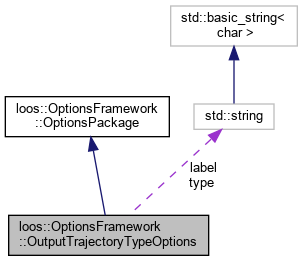 std::basic_string<
char >
loos::OptionsFramework
::OptionsPackage
std::string
label
type
loos::OptionsFramework
::OutputTrajectoryTypeOptions